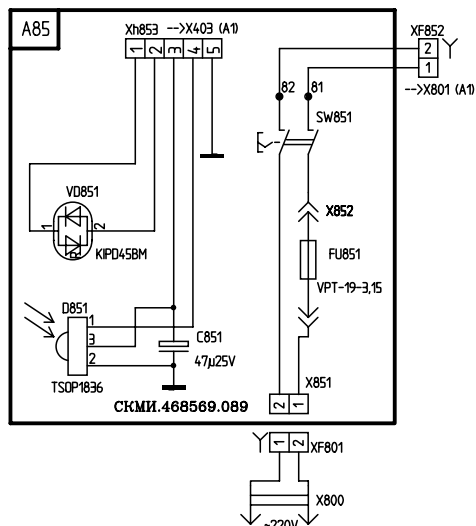 A85
Xh853 -->X403 (A1)
1 2 3 4 5
XF852
2
1
-->X801 (A1)
82 81
SW851
VD851
1 2
R
KIPD45BM
X852
FU851
VPT-19-3,15
D851
1
3
2
TSOP1836
C851
47µ25V
X851
2 1
СКМИ.468569.089
1 2
XF801
X800
~220V